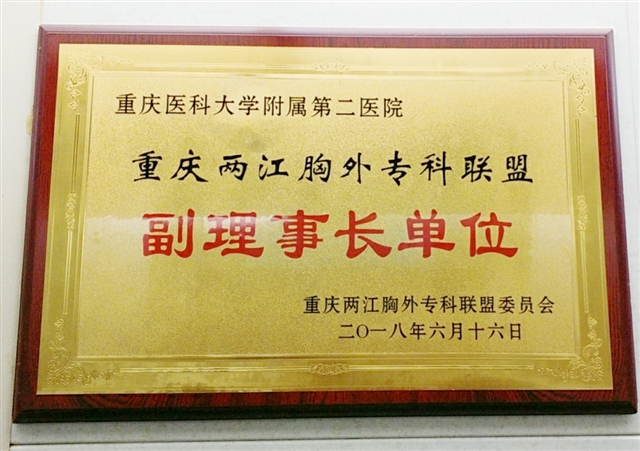 重庆医科大学附属第二医院
重庆两江胸外专科联盟
副理事长单位
重庆两江胸外专科联盟委员会
二〇一八年六月十六日